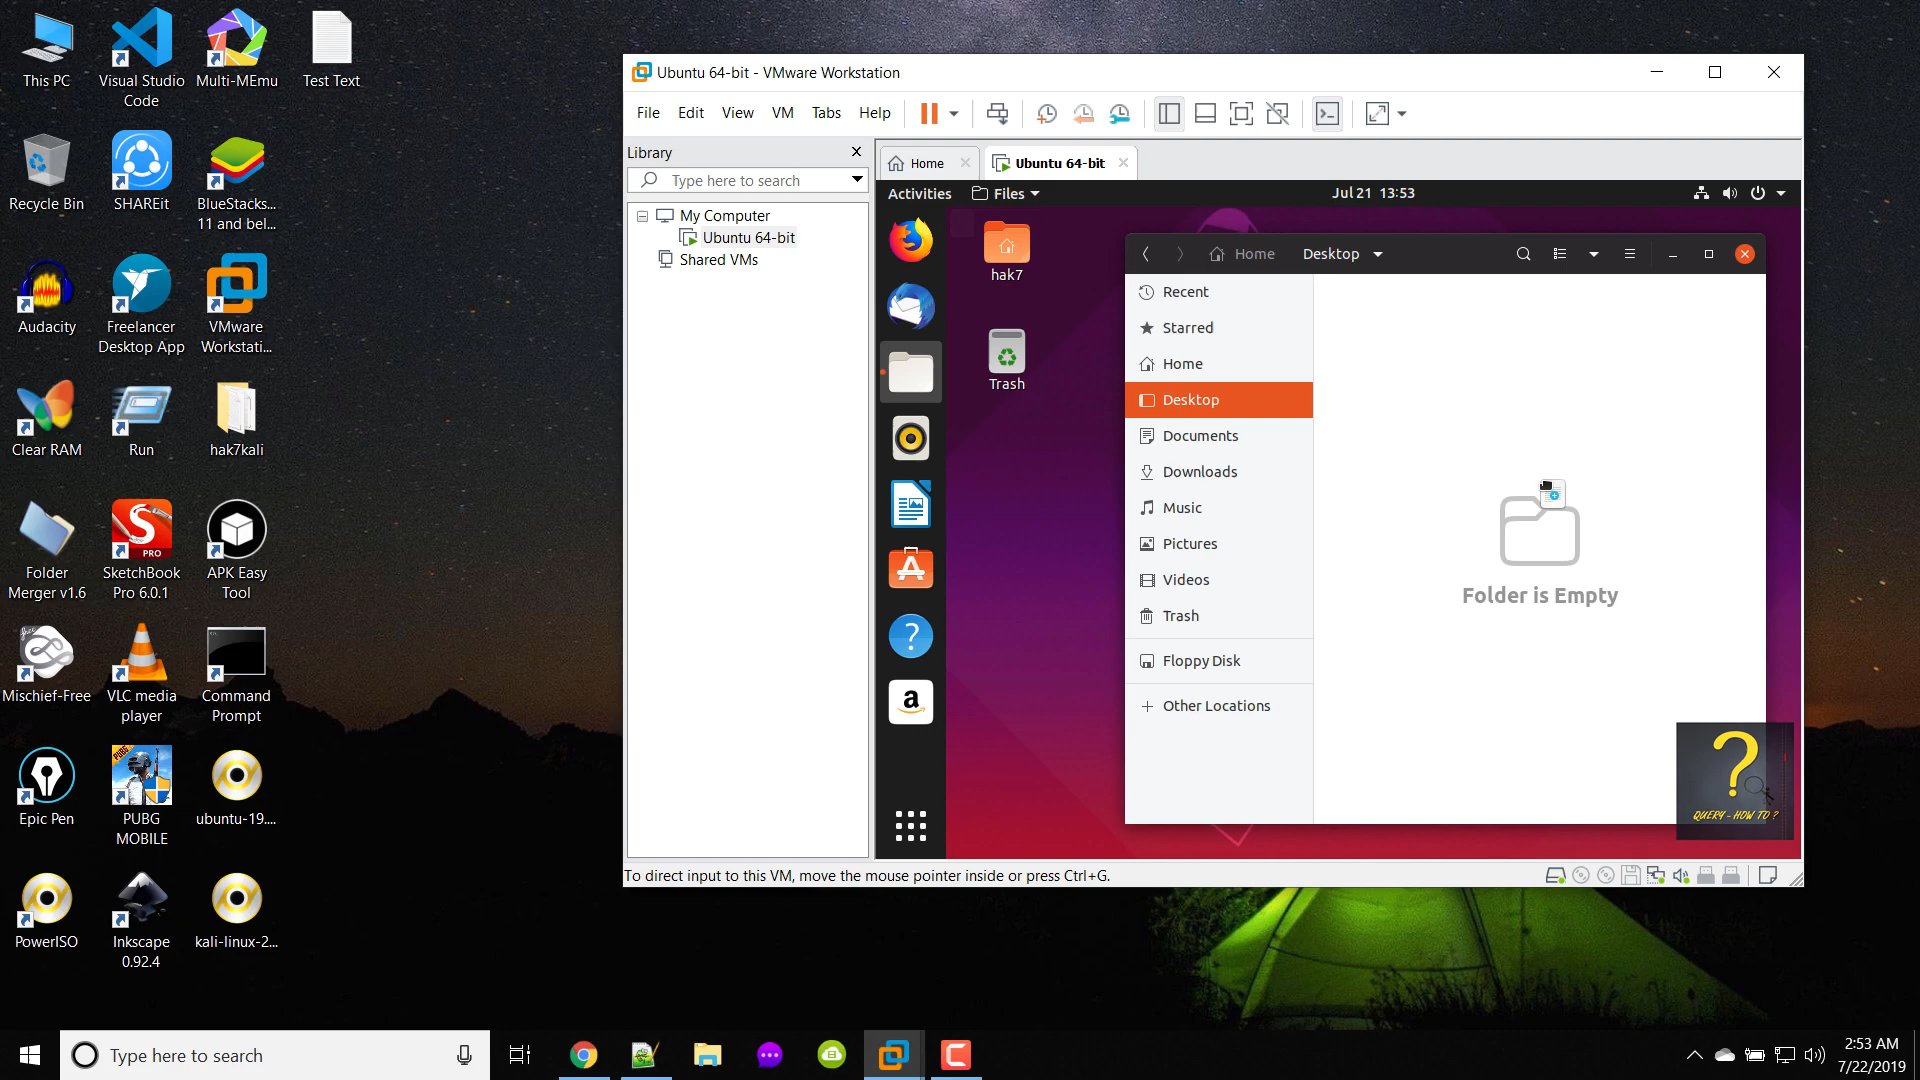 This PC
Visual Studio
Code
Multi-MEmu
Test Text
Recycle Bin
SHAREit
BlueStacks...
11 and bel...
Audacity
Freelancer
Desktop App
VMware
Workstati...
Clear RAM
Run
hak7kali
Folder
Merger v1.6
SketchBook
Pro 6.0.1
PRO
APK Easy
Tool
Mischief-Free
free
VLC media
player
Command
Prompt
Epic Pen
PUBG
PUBG
MOBILE
ubuntu-19....
PowerISO
Inkscape
0.92.4
kali-linux-2...
Ubuntu 64-bit - VMware Workstation
File Edit View VM Tabs Help
Library
Type here to search
My Computer
Ubuntu 64-bit
Shared VMs
Home
Ubuntu 64-bit
Activities
Files
Jul 21 13:53
hak7
Trash
Home
Desktop
Recent
Starred
Home
Desktop
Documents
Downloads
Music
Pictures
Videos
Trash
Floppy Disk
Other Locations
Folder is Empty
QUERY - HOW TO ?
To direct input to this VM, move the mouse pointer inside or press Ctrl+G.
Type here to search
2:53 AM
7/22/2019